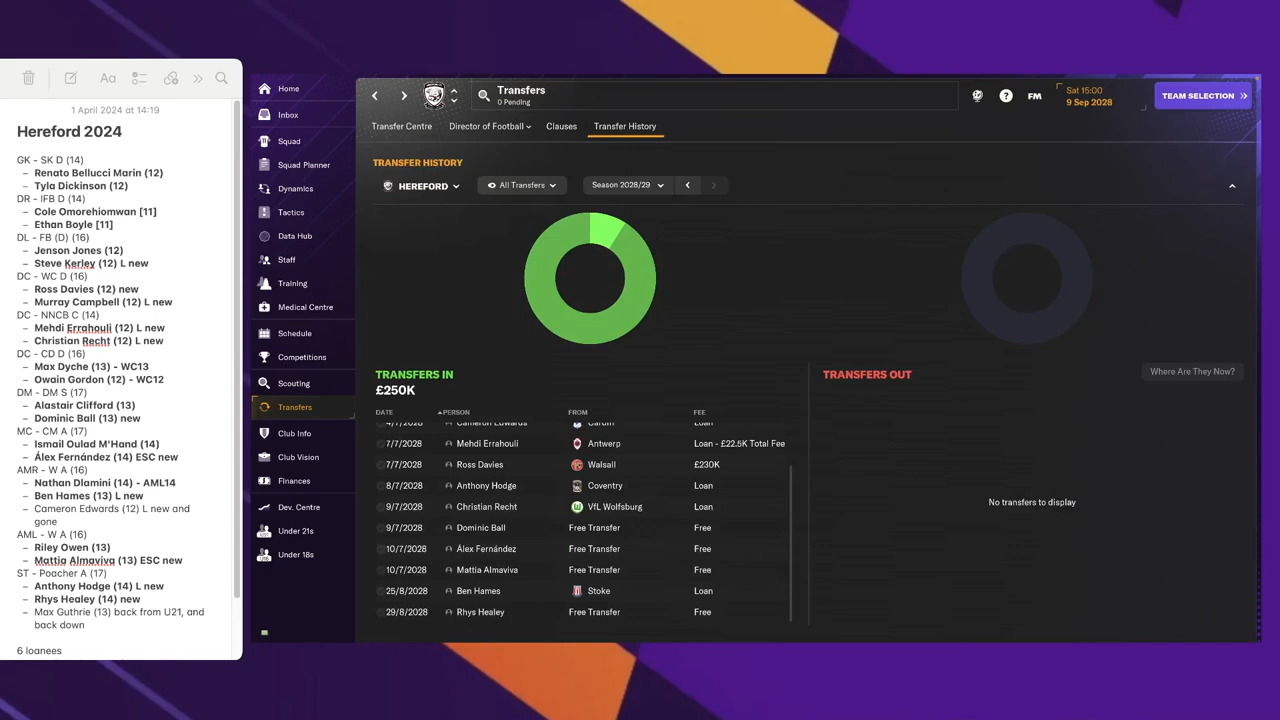 1 April 2024 at 14:19
Hereford 2024
GK - SK D (14)
– Renato Bellucci Marin (12)
– Tyla Dickinson (12)
DR - IFB D (14)
– Cole Omorehiomwan [11]
– Ethan Boyle [11]
DL - FB (D) (16)
– Jenson Jones (12)
– Steve Kerley (12) L new
DC - WC D (16)
– Ross Davies (12) new
– Murray Campbell (12) L new
DC - NNCB C (14)
– Mehdi Errahouli (12) L new
– Christian Recht (12) L new
DC - CD D (16)
– Max Dyche (13) - WC13
– Owain Gordon (12) - WC12
DM - DM S (17)
– Alastair Clifford (13)
– Dominic Ball (13) new
MC - CM A (17)
– Ismail Oulad M'Hand (14)
– Álex Fernández (14) ESC new
AMR - W A (16)
– Nathan Dlamini (14) - AML14
– Ben Hames (13) L new
– Cameron Edwards (12) L new and
gone
AML - W A (16)
– Riley Owen (13)
– Mattia Almaviva (13) ESC new
ST - Poacher A (17)
– Anthony Hodge (14) L new
– Rhys Healey (14) new
– Max Guthrie (13) back from U21, and
back down
6 loanees
Home
Inbox
Squad
Squad Planner
Dynamics
Tactics
Data Hub
Staff
Training
Medical Centre
Schedule
Competitions
Scouting
Transfers
Club Info
Club Vision
Finances
Dev. Centre
Under 21s
Under 18s
Transfers
0 Pending
FM
Sat 15:00
9 Sep 2028
TEAM SELECTION
Transfer Centre Director of Football Clauses Transfer History
TRANSFER HISTORY
HEREFORD All Transfers Season 2028/29
TRANSFERS IN
£250K
DATE PERSON FROM FEE
4/7/2028 Cameron Edwards Cardiff Loan
7/7/2028 Mehdi Errahouli Antwerp Loan - £22.5K Total Fee
7/7/2028 Ross Davies Walsall £230K
8/7/2028 Anthony Hodge Coventry Loan
9/7/2028 Christian Recht VfL Wolfsburg Loan
9/7/2028 Dominic Ball Free Transfer Free
10/7/2028 Álex Fernández Free Transfer Free
10/7/2028 Mattia Almaviva Free Transfer Free
25/8/2028 Ben Hames Stoke Loan
29/8/2028 Rhys Healey Free Transfer Free
TRANSFERS OUT
Where Are They Now?
No transfers to display